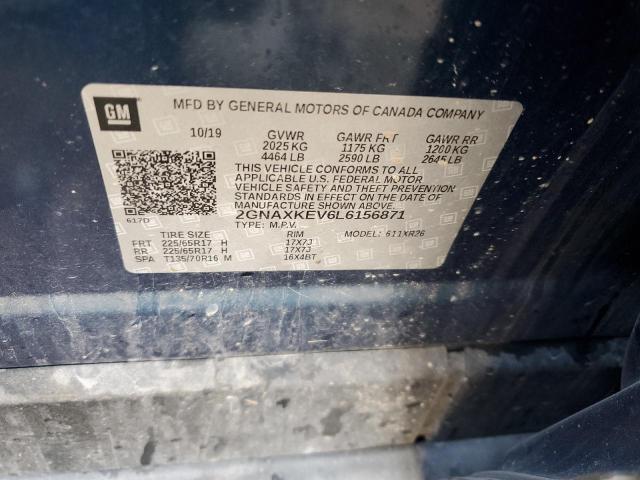 GM
MFD BY GENERAL MOTORS OF CANADA COMPANY
10/19 GVWR GAWR FRT GAWR RR
2025 KG 1175 KG 1200 KG
4464 LB 2590 LB 2645 LB
THIS VEHICLE CONFORMS TO ALL
APPLICABLE U.S. FEDERAL MOTOR
VEHICLE SAFETY AND THEFT PREVENTION
STANDARDS IN EFFECT ON THE DATE OF
MANUFACTURE SHOWN ABOVE.
2GNAXKEV6L6156871
617D TYPE: M.P.V.
TIRE SIZE RIM MODEL: 611XR26
FRT 225/65R17 H 17X7J
RR 225/65R17 H 17X7J
SPA T135/70R16 M 16X4BT